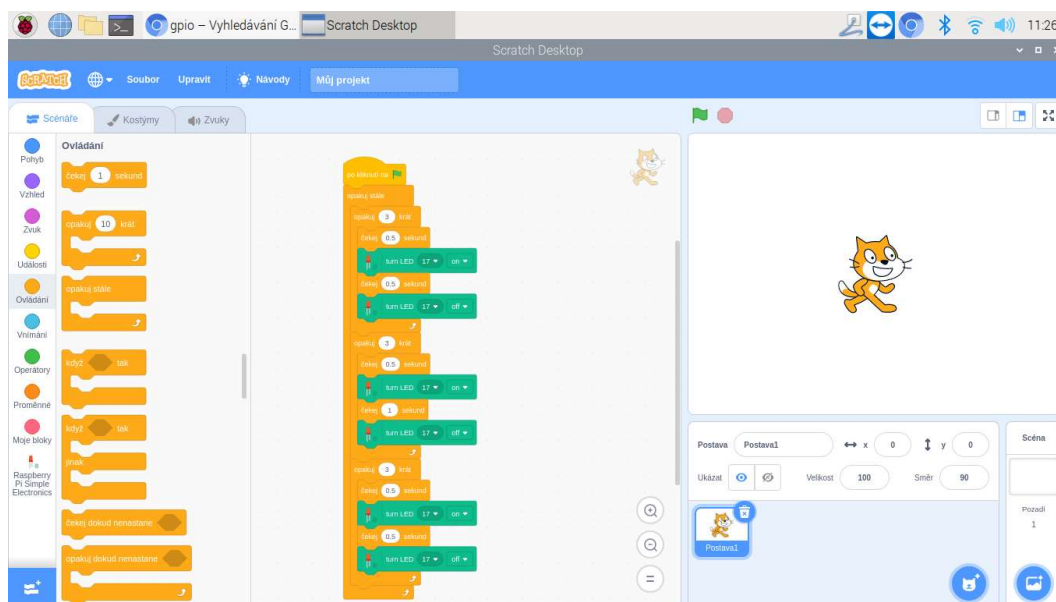 gpio – Vyhledávání G...
Scratch Desktop
11:26
Scratch Desktop
SCRATCH
Soubor
Upravit
Návody
Můj projekt
Scénáře
Kostýmy
Zvuky
Pohyb
Vzhled
Zvuk
Události
Ovládání
Vnímání
Operátory
Proměnné
Moje bloky
Raspberry
Pi Simple
Electronics
Ovládání
čekej 1 sekund
opakuj 10 krát
opakuj stále
když tak
když tak
jinak
čekej dokud nenastane
opakuj dokud nenastane
po kliknutí na
opakuj stále
opakuj 3 krát
čekej 0.5 sekund
turn LED 17 on
čekej 0.5 sekund
turn LED 17 off
opakuj 3 krát
čekej 0.5 sekund
turn LED 17 on
čekej 1 sekund
turn LED 17 off
opakuj 3 krát
čekej 0.5 sekund
turn LED 17 on
čekej 0.5 sekund
turn LED 17 off
Postava Postava1 x 0 y 0
Ukázat Velikost 100 Směr 90
Postava1
Scéna
Pozadí
1